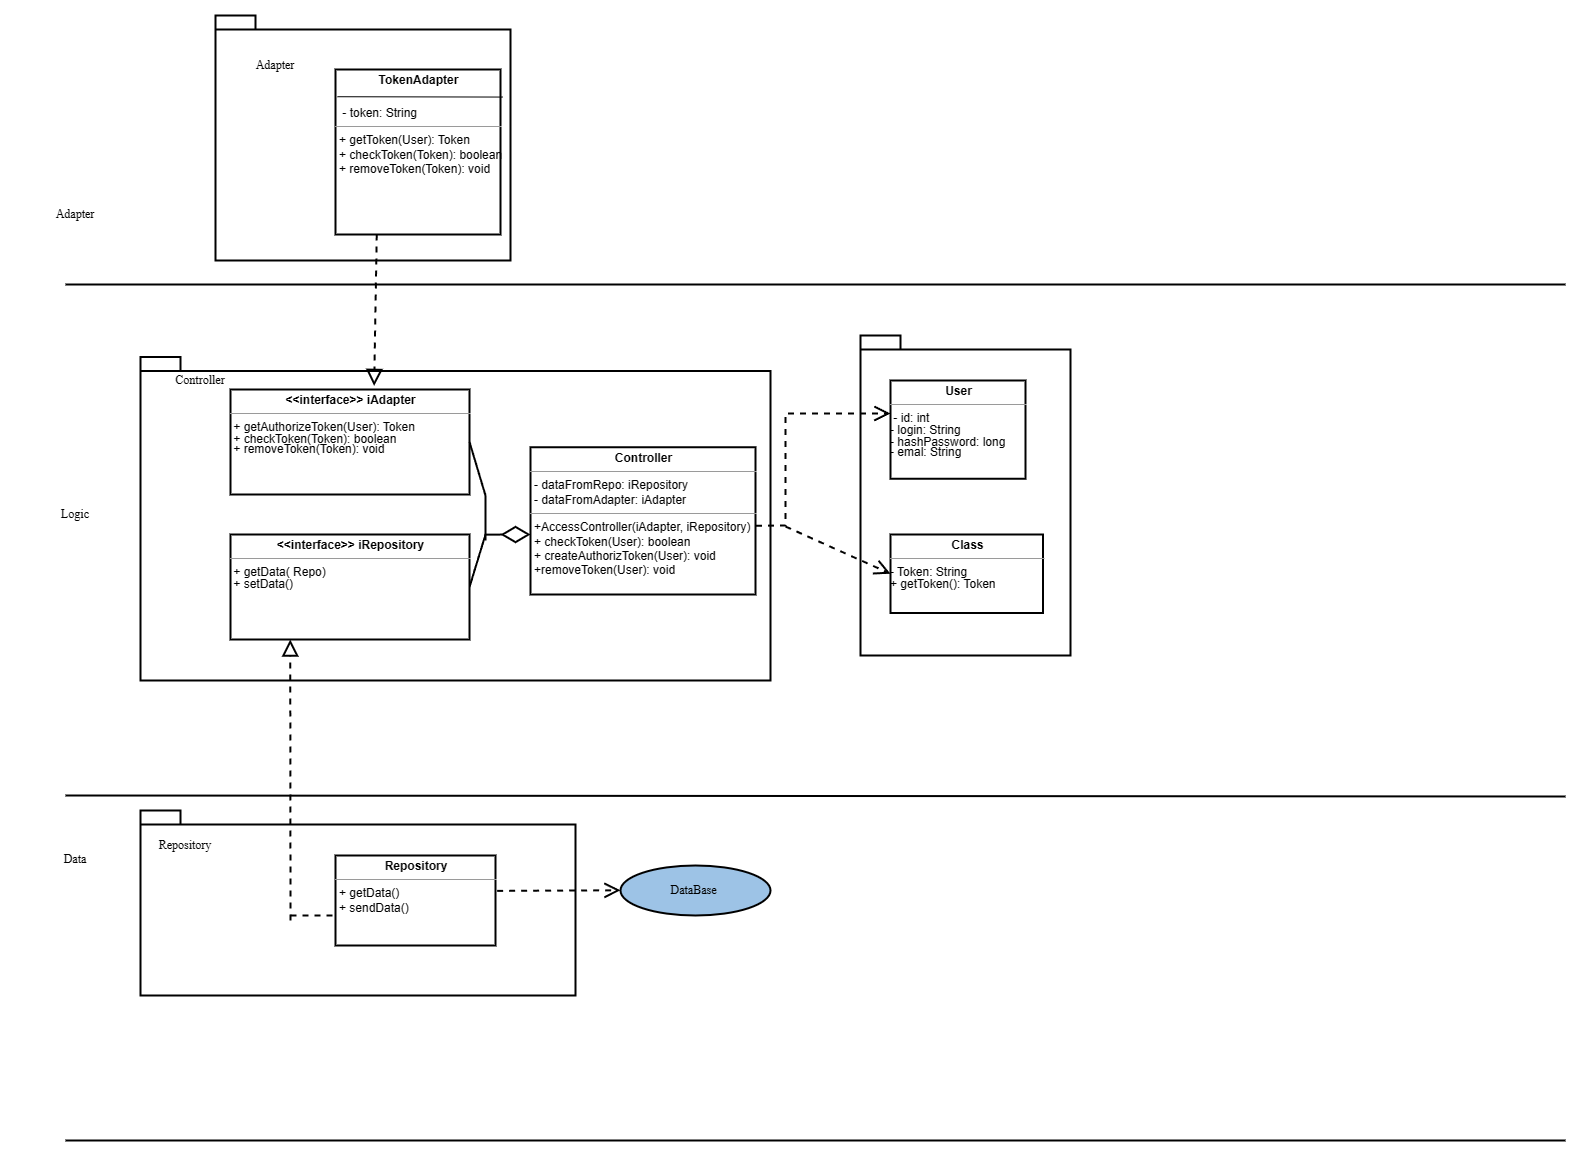 Adapter
TokenAdapter
- token: String
+ getToken(User): Token
+ checkToken(Token): boolean
+ removeToken(Token): void
Adapter
Controller
<<interface>> iAdapter
+ getAuthorizeToken(User): Token
+ checkToken(Token): boolean
+ removeToken(Token): void
Controller
- dataFromRepo: iRepository
- dataFromAdapter: iAdapter
+AccessController(iAdapter, iRepository)
+ checkToken(User): boolean
+ createAuthorizToken(User): void
+removeToken(User): void
User
- id: int
- login: String
- hashPassword: long
- emal: String
Logic
<<interface>> iRepository
+ getData( Repo)
+ setData()
Class
- Token: String
+ getToken(): Token
Repository
Data
Repository
+ getData()
+ sendData()
DataBase